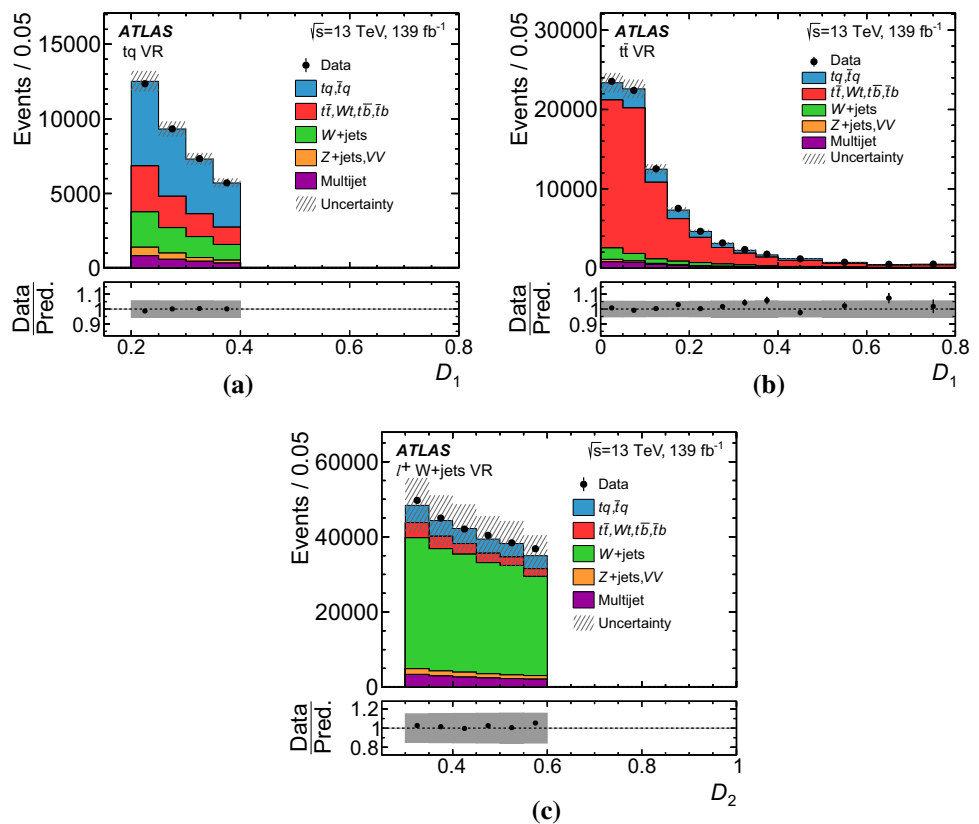 ATLAS
√s=13 TeV, 139 fb⁻¹
tq VR
Data
tq,t̄q
tt̄,Wt,tb̄,t̄b
W+jets
Z+jets,VV
Multijet
Uncertainty
Events / 0.05
15000
10000
5000
0
Data
Pred.
1.1
1
0.9
0.2 0.4 0.6 0.8
D₁
(a)
ATLAS
√s=13 TeV, 139 fb⁻¹
tt̄ VR
Data
tq,t̄q
tt̄,Wt,tb̄,t̄b
W+jets
Z+jets,VV
Multijet
Uncertainty
Events / 0.05
30000
20000
10000
0
Data
Pred.
1.1
1
0.9
0 0.2 0.4 0.6 0.8
D₁
(b)
ATLAS
√s=13 TeV, 139 fb⁻¹
l⁺ W+jets VR
Data
tq,t̄q
tt̄,Wt,tb̄,t̄b
W+jets
Z+jets,VV
Multijet
Uncertainty
Events / 0.05
60000
40000
20000
0
Data
Pred.
1.2
1
0.8
0.4 0.6 0.8 1
D₂
(c)